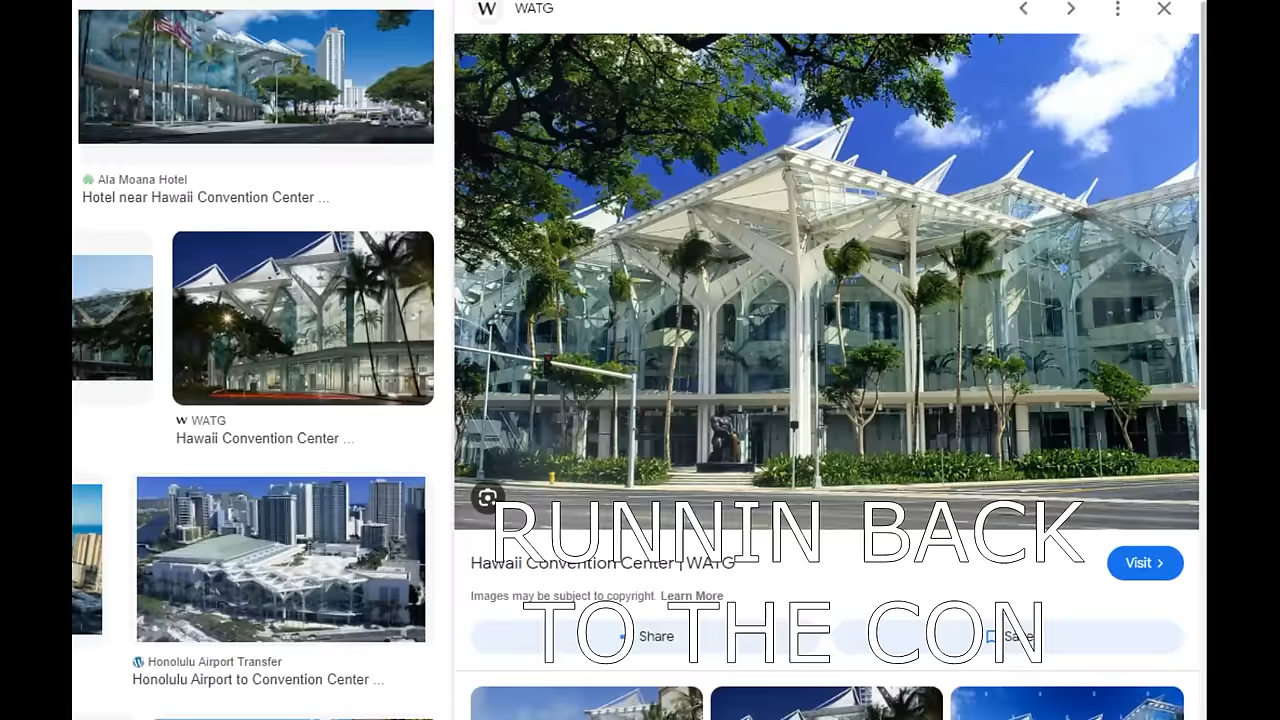 W WATG
Ala Moana Hotel
Hotel near Hawaii Convention Center ...
W WATG
Hawaii Convention Center ...
Honolulu Airport Transfer
Honolulu Airport to Convention Center ...
Hawaii Convention Center | WATG
Visit
Images may be subject to copyright. Learn More
Share
Save
RUNNIN BACK
TO THE CON